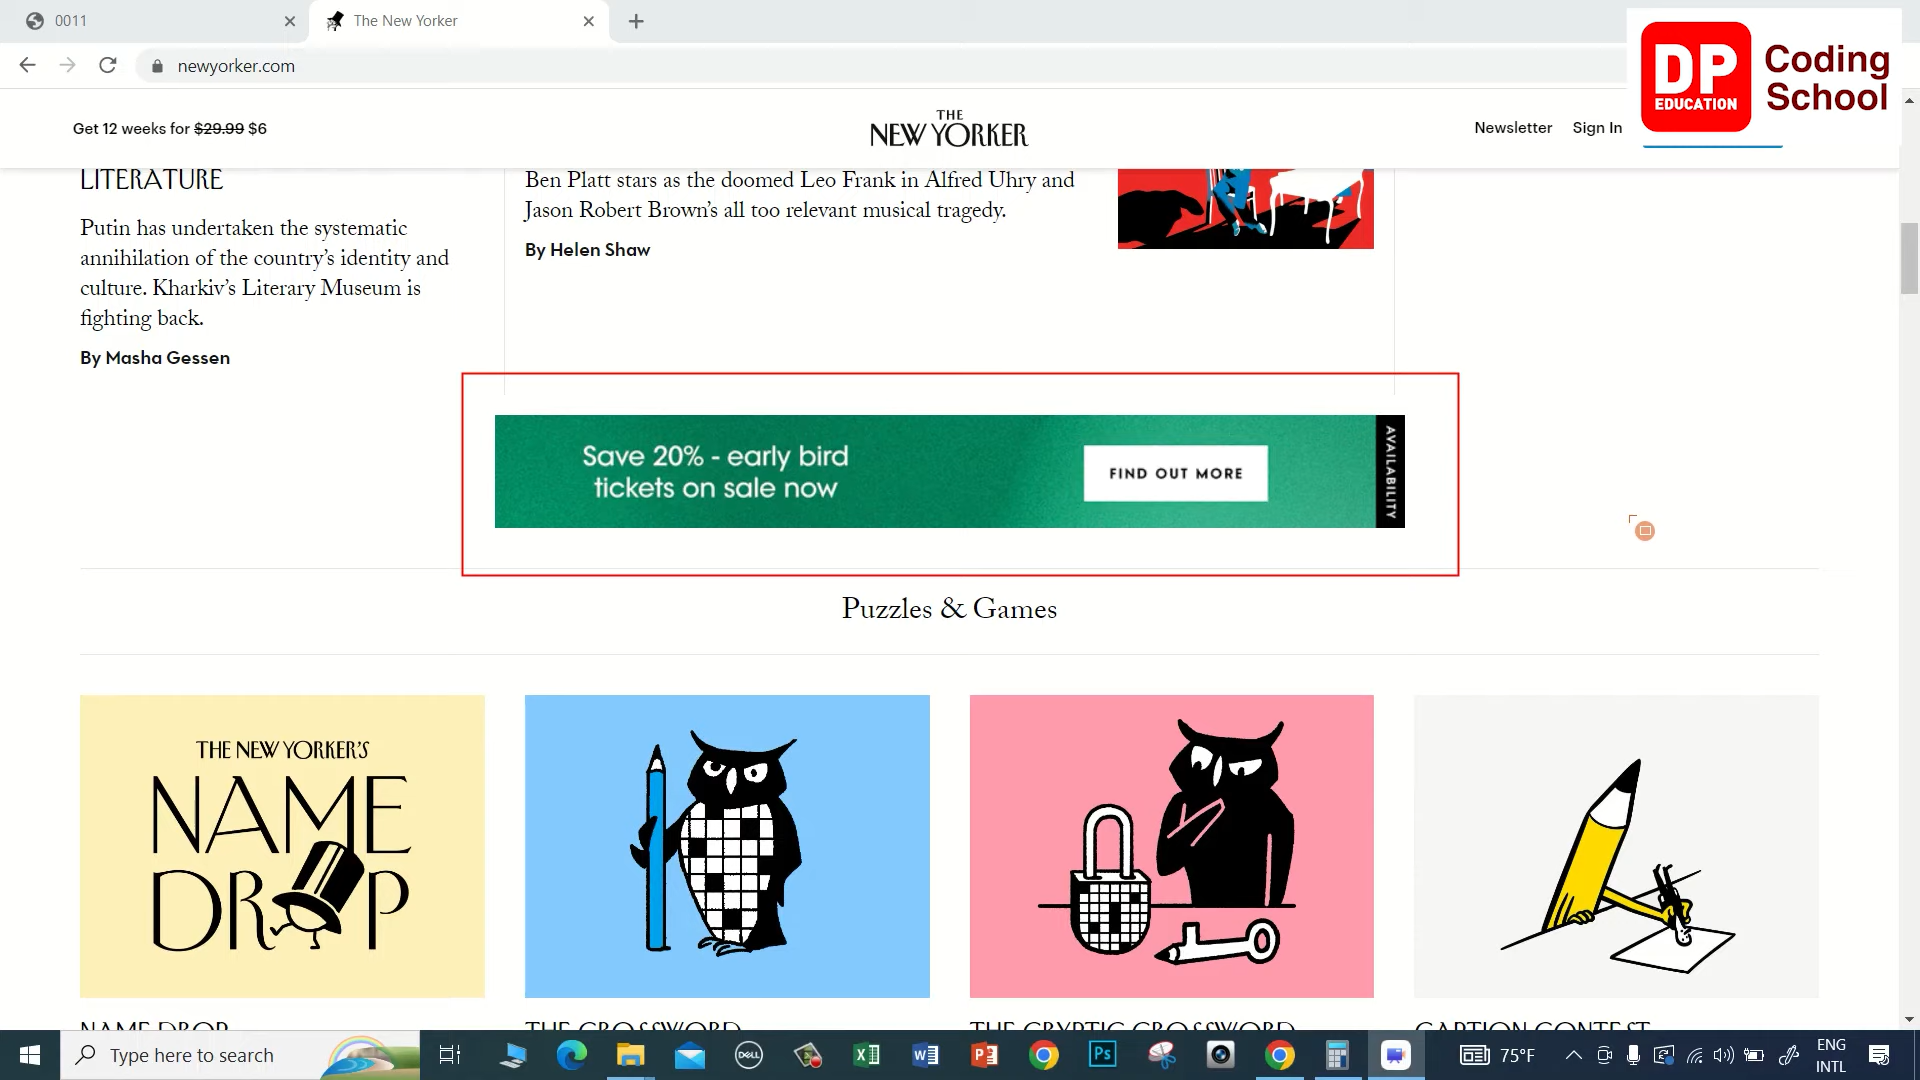 0011
The New Yorker
newyorker.com
DP
EDUCATION
Coding
School
Get 12 weeks for $29.99 $6
THE
NEW YORKER
Newsletter
Sign In
LITERATURE
Putin has undertaken the systematic
annihilation of the country's identity and
culture. Kharkiv's Literary Museum is
fighting back.
By Masha Gessen
Ben Platt stars as the doomed Leo Frank in Alfred Uhry and
Jason Robert Brown's all too relevant musical tragedy.
By Helen Shaw
Save 20% - early bird
tickets on sale now
FIND OUT MORE
AVAILABILITY
Puzzles & Games
THE NEW YORKER'S
NAME
DROP
NAME DROP
THE CROSSWORD
THE CRYPTIC CROSSWORD
CAPTION CONTEST
Type here to search
DELL
Ps
75°F
ENG
INTL